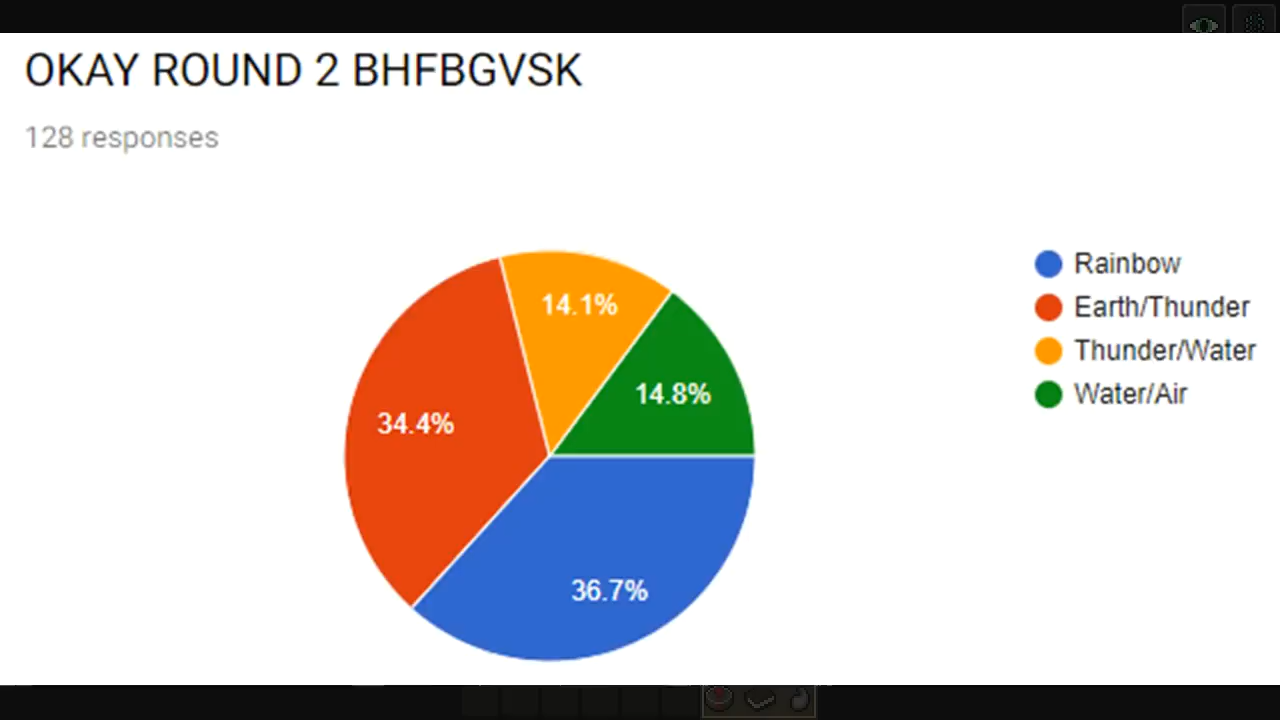 OKAY ROUND 2 BHFBGVSK
128 responses
Rainbow
Earth/Thunder
Thunder/Water
Water/Air
14.1%
14.8%
34.4%
36.7%